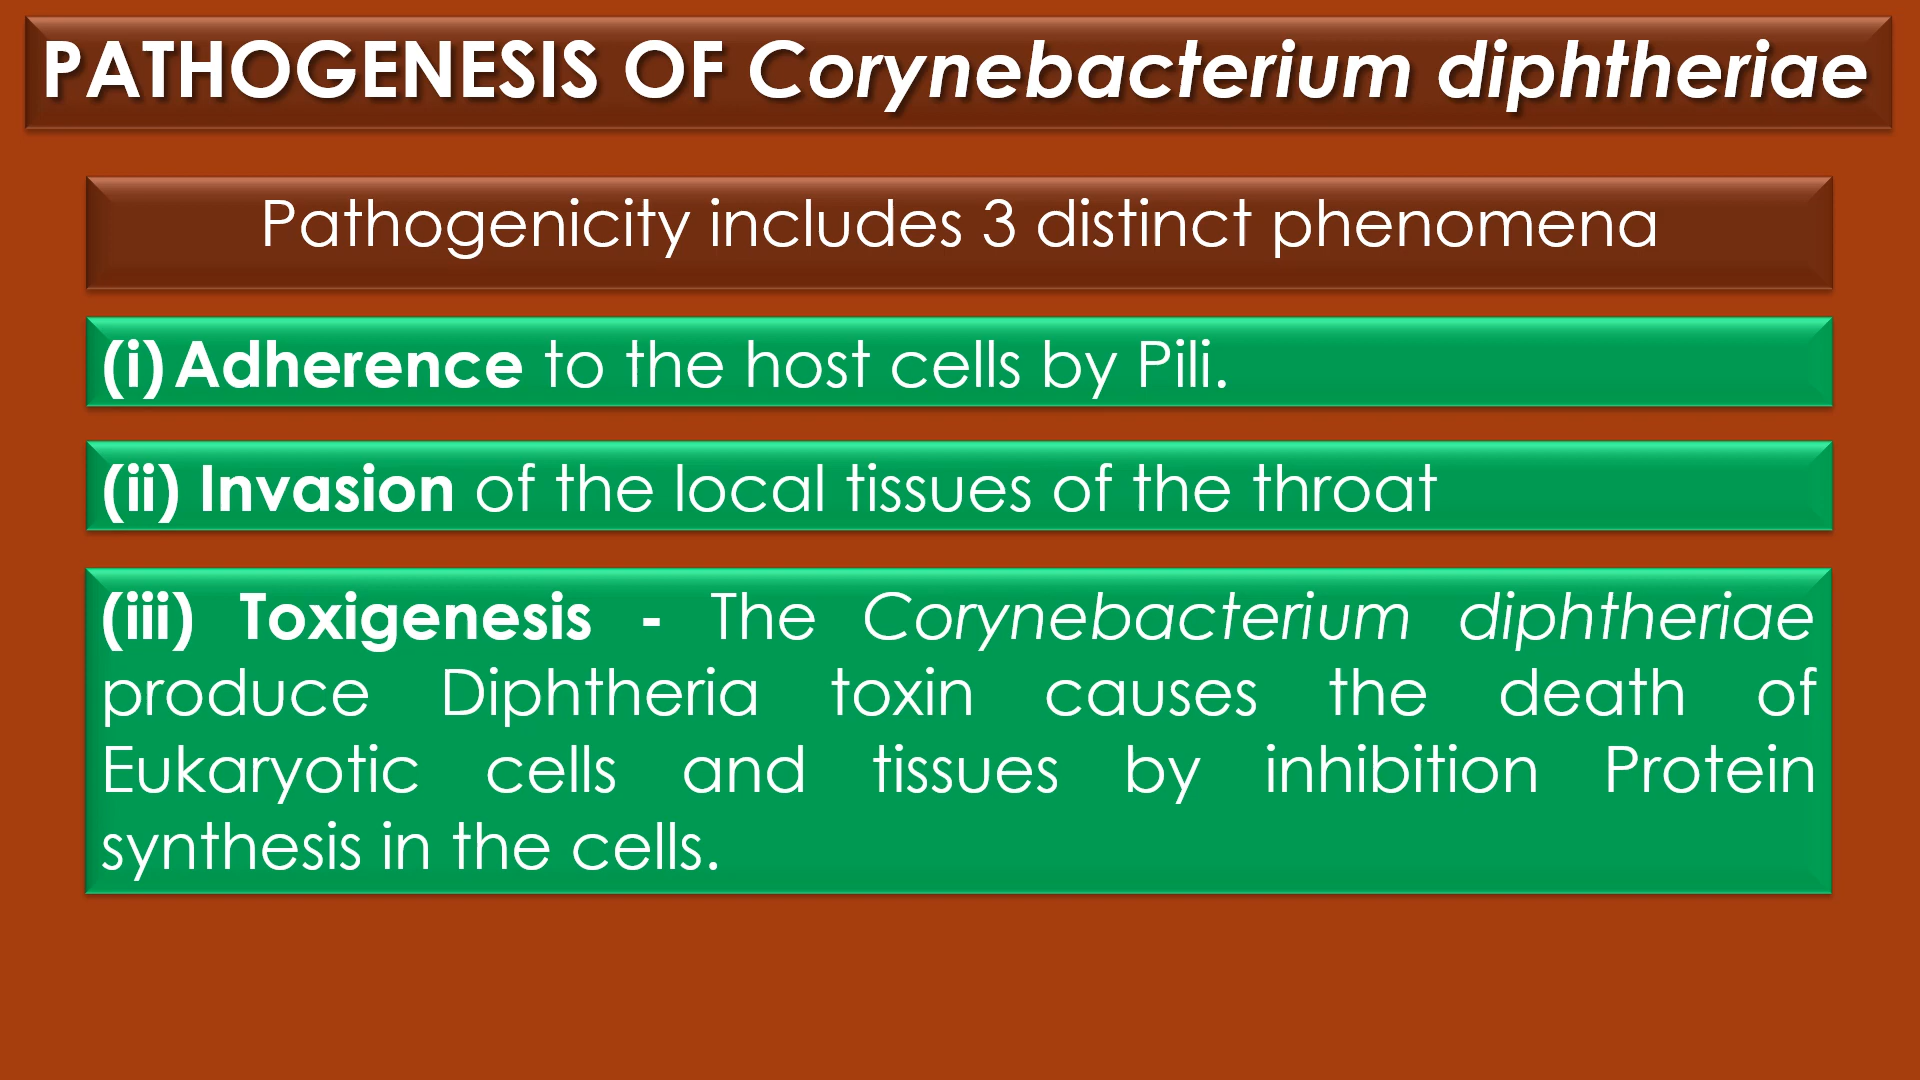 PATHOGENESIS OF Corynebacterium diphtheriae
Pathogenicity includes 3 distinct phenomena
(i) Adherence to the host cells by Pili.
(ii) Invasion of the local tissues of the throat
(iii) Toxigenesis - The Corynebacterium diphtheriae
produce Diphtheria toxin causes the death of
Eukaryotic cells and tissues by inhibition Protein
synthesis in the cells.